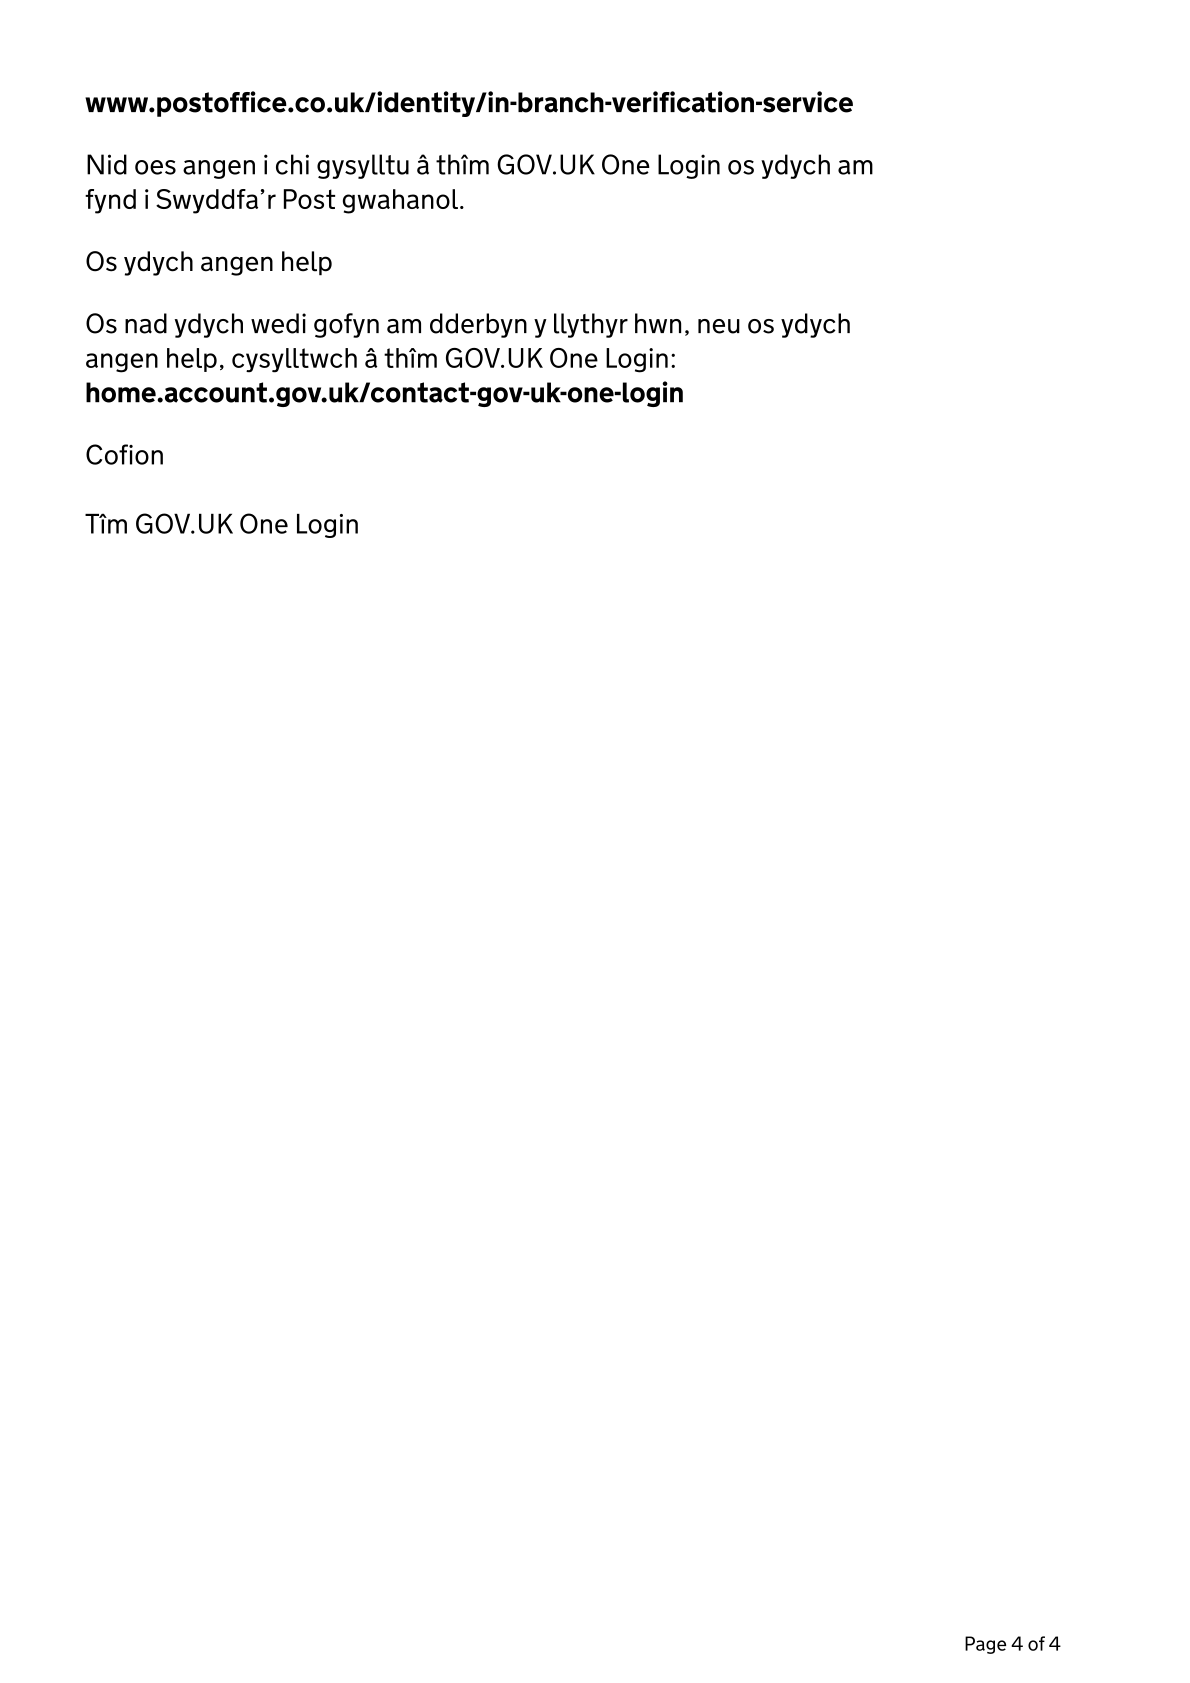 www.postoffice.co.uk/identity/in-branch-verification-service
Nid oes angen i chi gysylltu â thîm GOV.UK One Login os ydych am
fynd i Swyddfa’r Post gwahanol.
Os ydych angen help
Os nad ydych wedi gofyn am dderbyn y llythyr hwn, neu os ydych
angen help, cysylltwch â thîm GOV.UK One Login:
home.account.gov.uk/contact-gov-uk-one-login
Cofion
Tîm GOV.UK One Login
Page 4 of 4